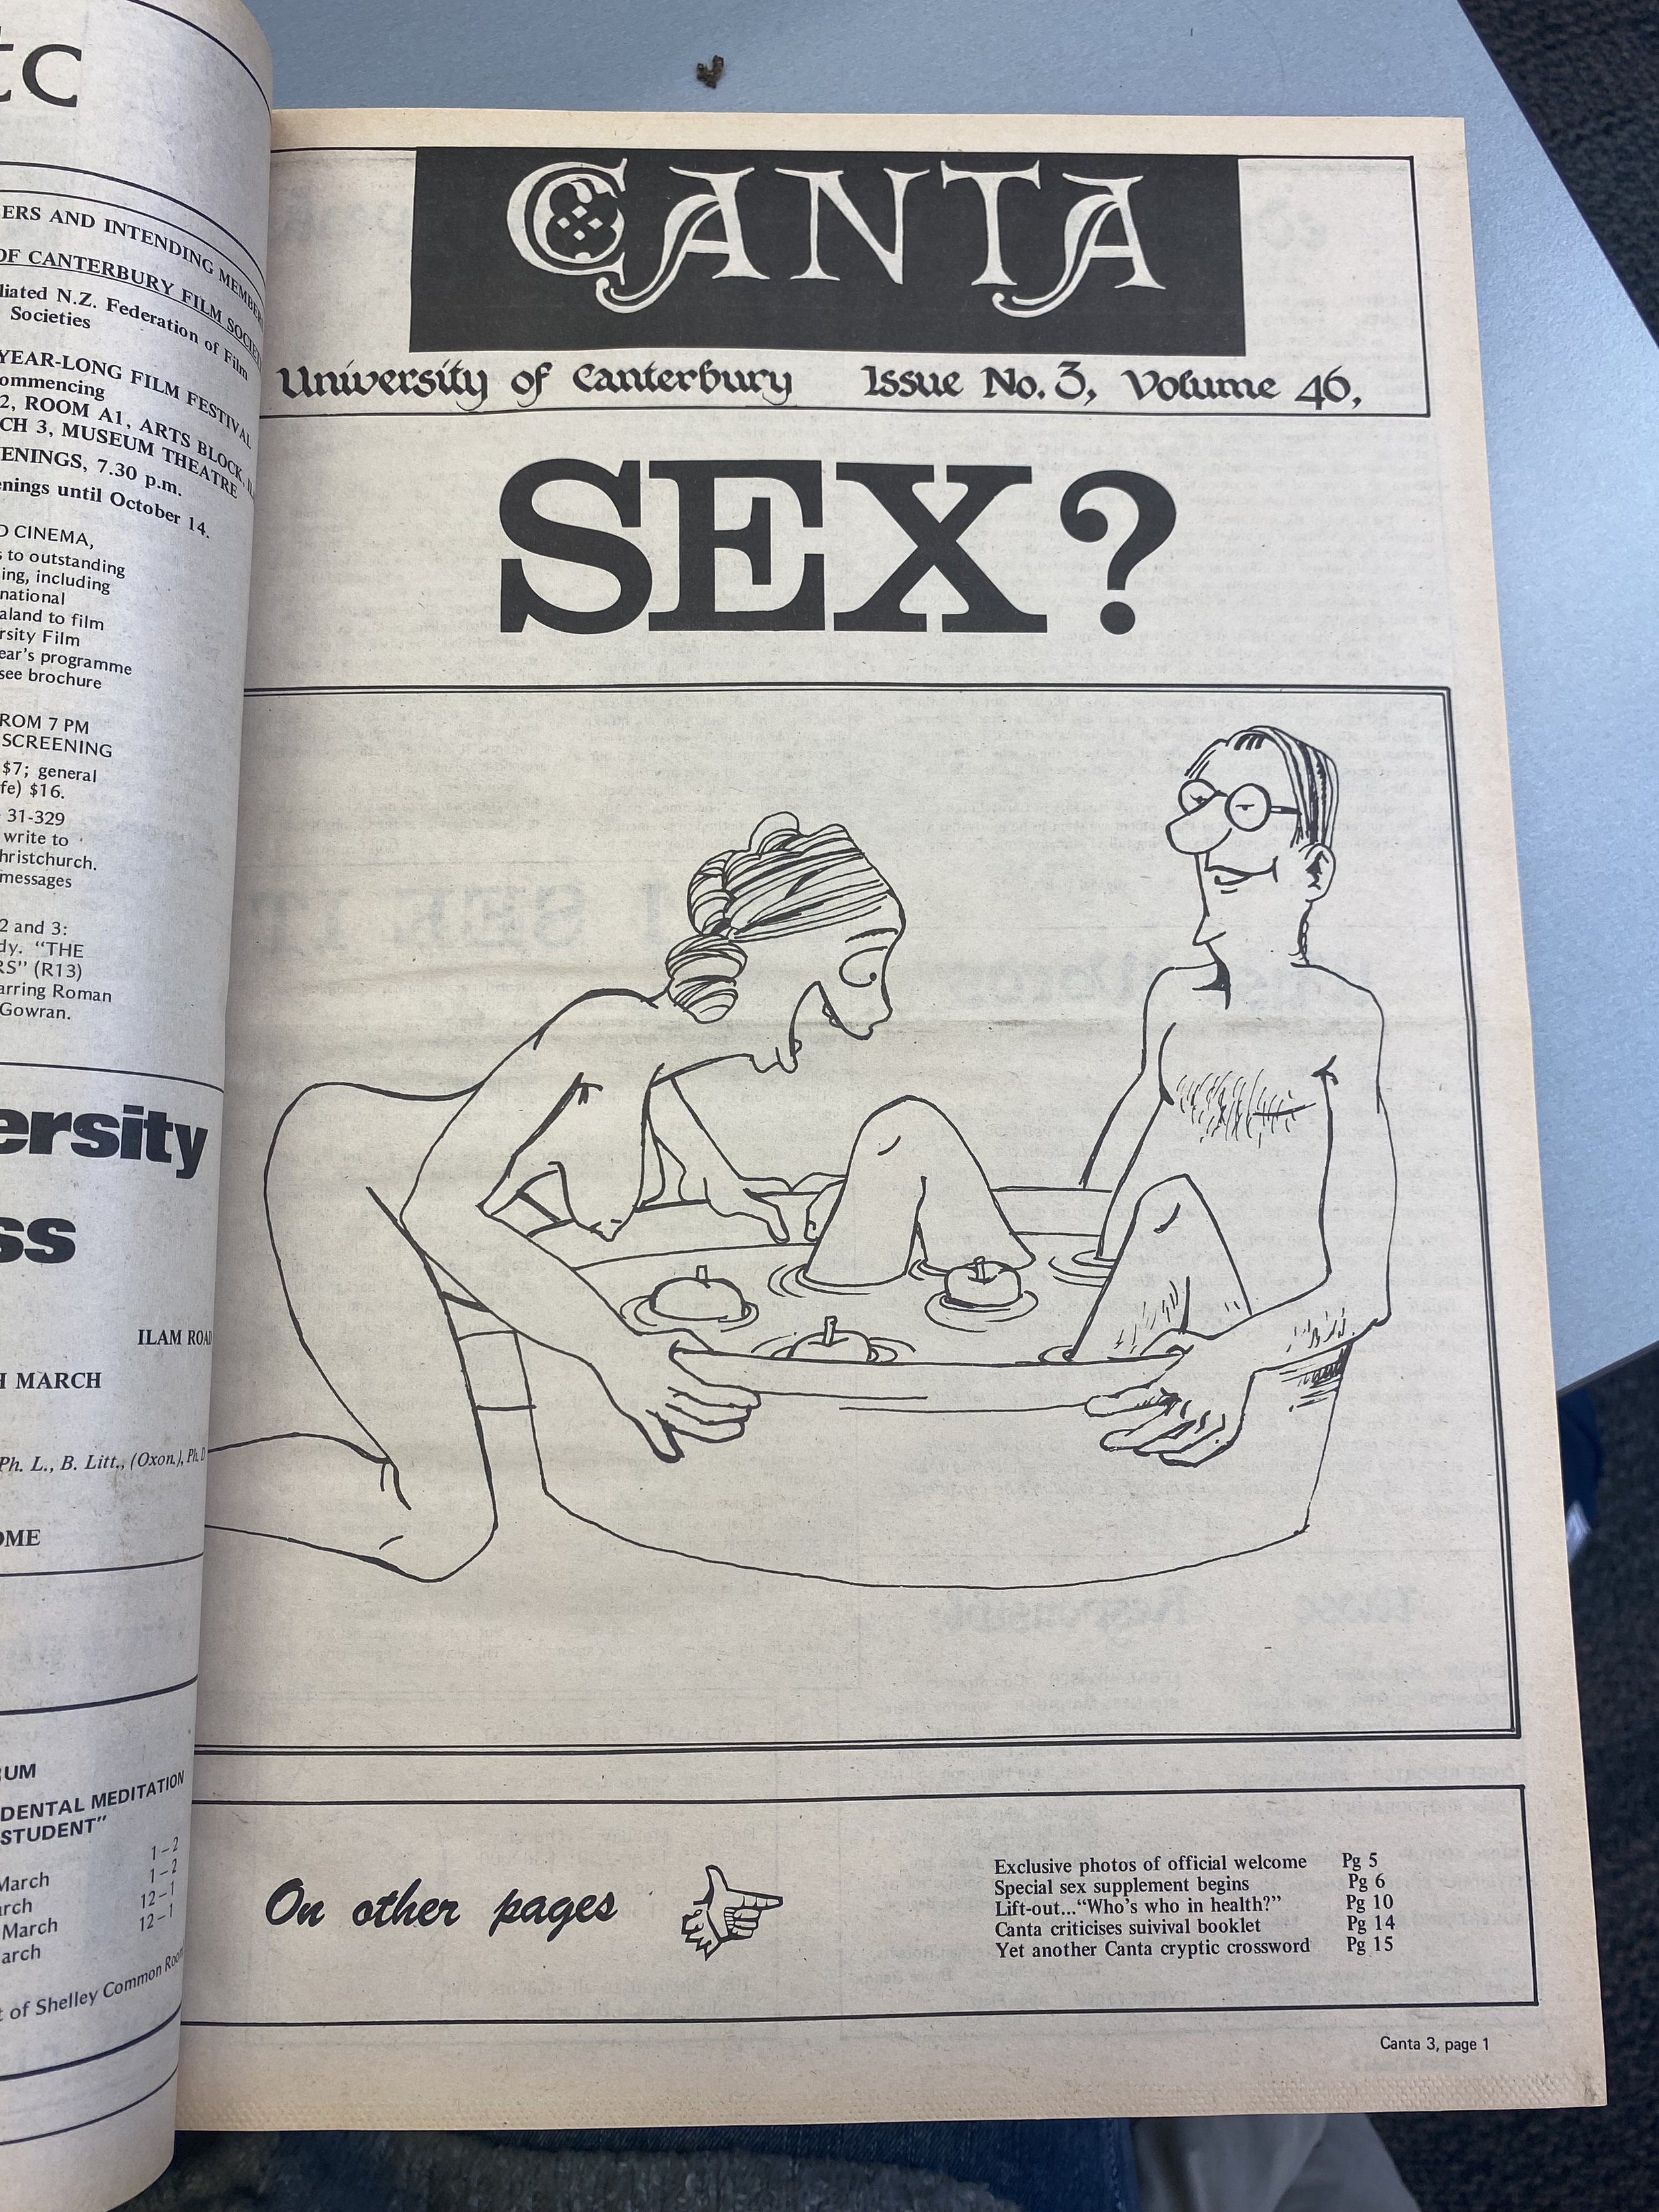 tc
ERS AND INTENDING MEMBERS
OF CANTERBURY FILM SOCIETY
liated N.Z. Federation of Film
Societies
YEAR-LONG FILM FESTIVAL
ommencing
2, ROOM A1, ARTS BLOCK,
CH 3, MUSEUM THEATRE
ENINGS, 7.30 p.m.
enings until October 14.
D CINEMA,
s to outstanding
ing, including
national
aland to film
rsity Film
ear's programme
see brochure
ROM 7 PM
SCREENING
$7; general
fe) $16.
31-329
write to
hristchurch.
messages
2 and 3:
dy. "THE
RS" (R13)
arring Roman
Gowran.
ersity
ss
ILAM ROAD
H MARCH
Ph. L., B. Litt., (Oxon.), Ph. D
OME
UM
DENTAL MEDITATION
STUDENT"
1-2
March 1-2
arch 12-1
March 12-1
arch
t of Shelley Common Room
CANTA
University of Canterbury Issue No. 3, Volume 46,
SEX?
On other pages
Exclusive photos of official welcome Pg 5
Special sex supplement begins Pg 6
Lift-out..."Who's who in health?" Pg 10
Canta criticises suivival booklet Pg 14
Yet another Canta cryptic crossword Pg 15
Canta 3, page 1